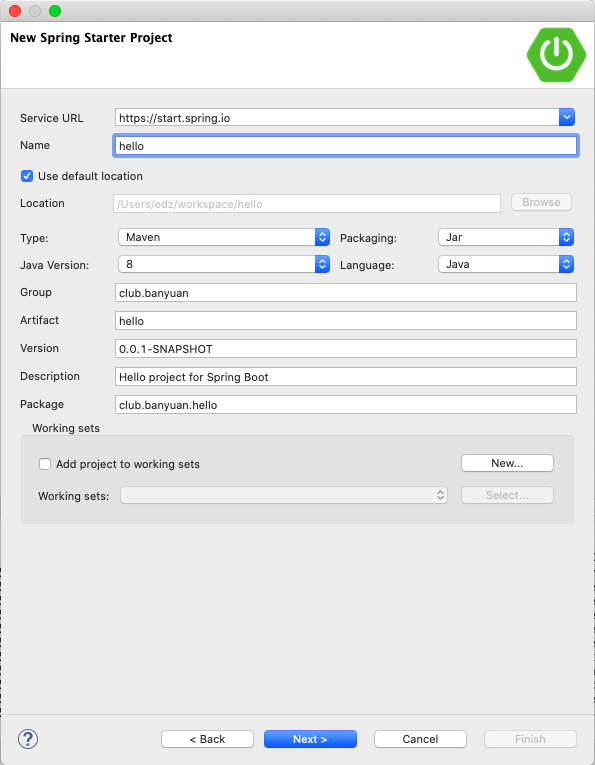 New Spring Starter Project
Service URL https://start.spring.io
Name hello
Use default location
Location /Users/edz/workspace/hello Browse
Type: Maven Packaging: Jar
Java Version: 8 Language: Java
Group club.banyuan
Artifact hello
Version 0.0.1-SNAPSHOT
Description Hello project for Spring Boot
Package club.banyuan.hello
Working sets
Add project to working sets New...
Working sets: Select...
? < Back Next > Cancel Finish